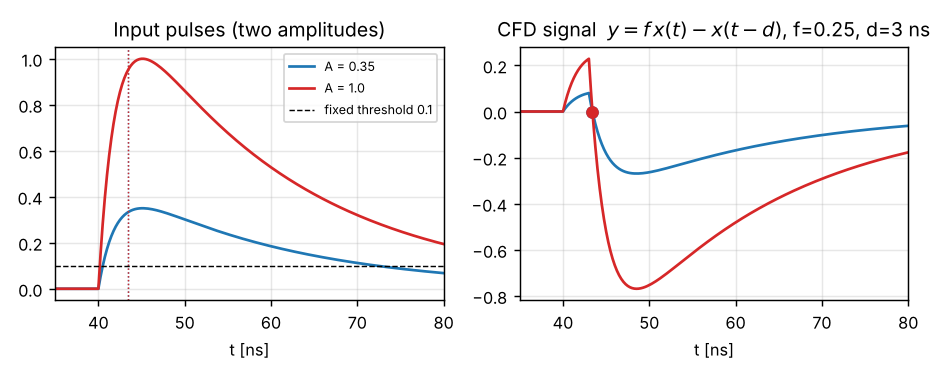 Input pulses (two amplitudes)
1.0
0.8
0.6
0.4
0.2
0.0
A = 0.35
A = 1.0
fixed threshold 0.1
40 50 60 70 80
t [ns]
CFD signal y = f x(t) − x(t − d), f=0.25, d=3 ns
0.2
0.0
−0.2
−0.4
−0.6
−0.8
40 50 60 70 80
t [ns]